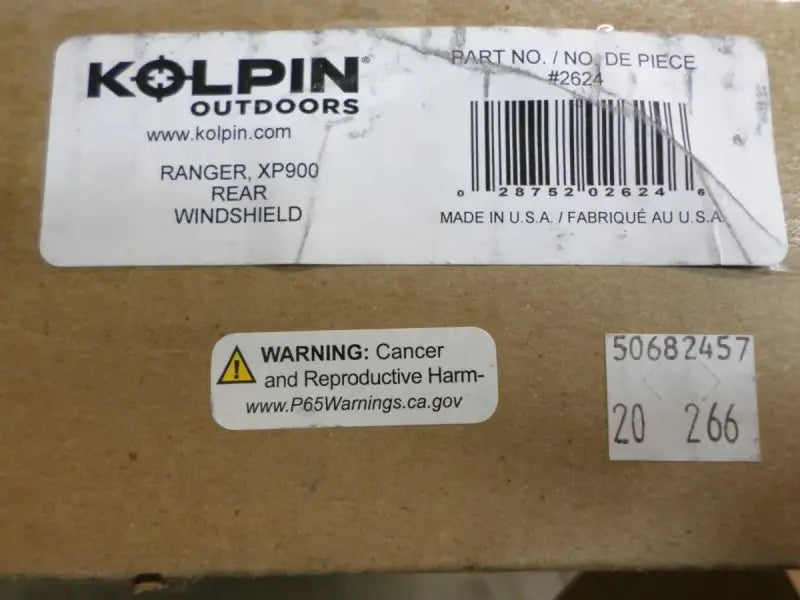 KOLPIN®
OUTDOORS
www.kolpin.com
RANGER, XP900
REAR
WINDSHIELD
PART NO. / NO. DE PIECE
#2624
0 28752 02624 6
MADE IN U.S.A. / FABRIQUÉ AU U.S.A.
WARNING: Cancer
and Reproductive Harm-
www.P65Warnings.ca.gov
50682457
20 266